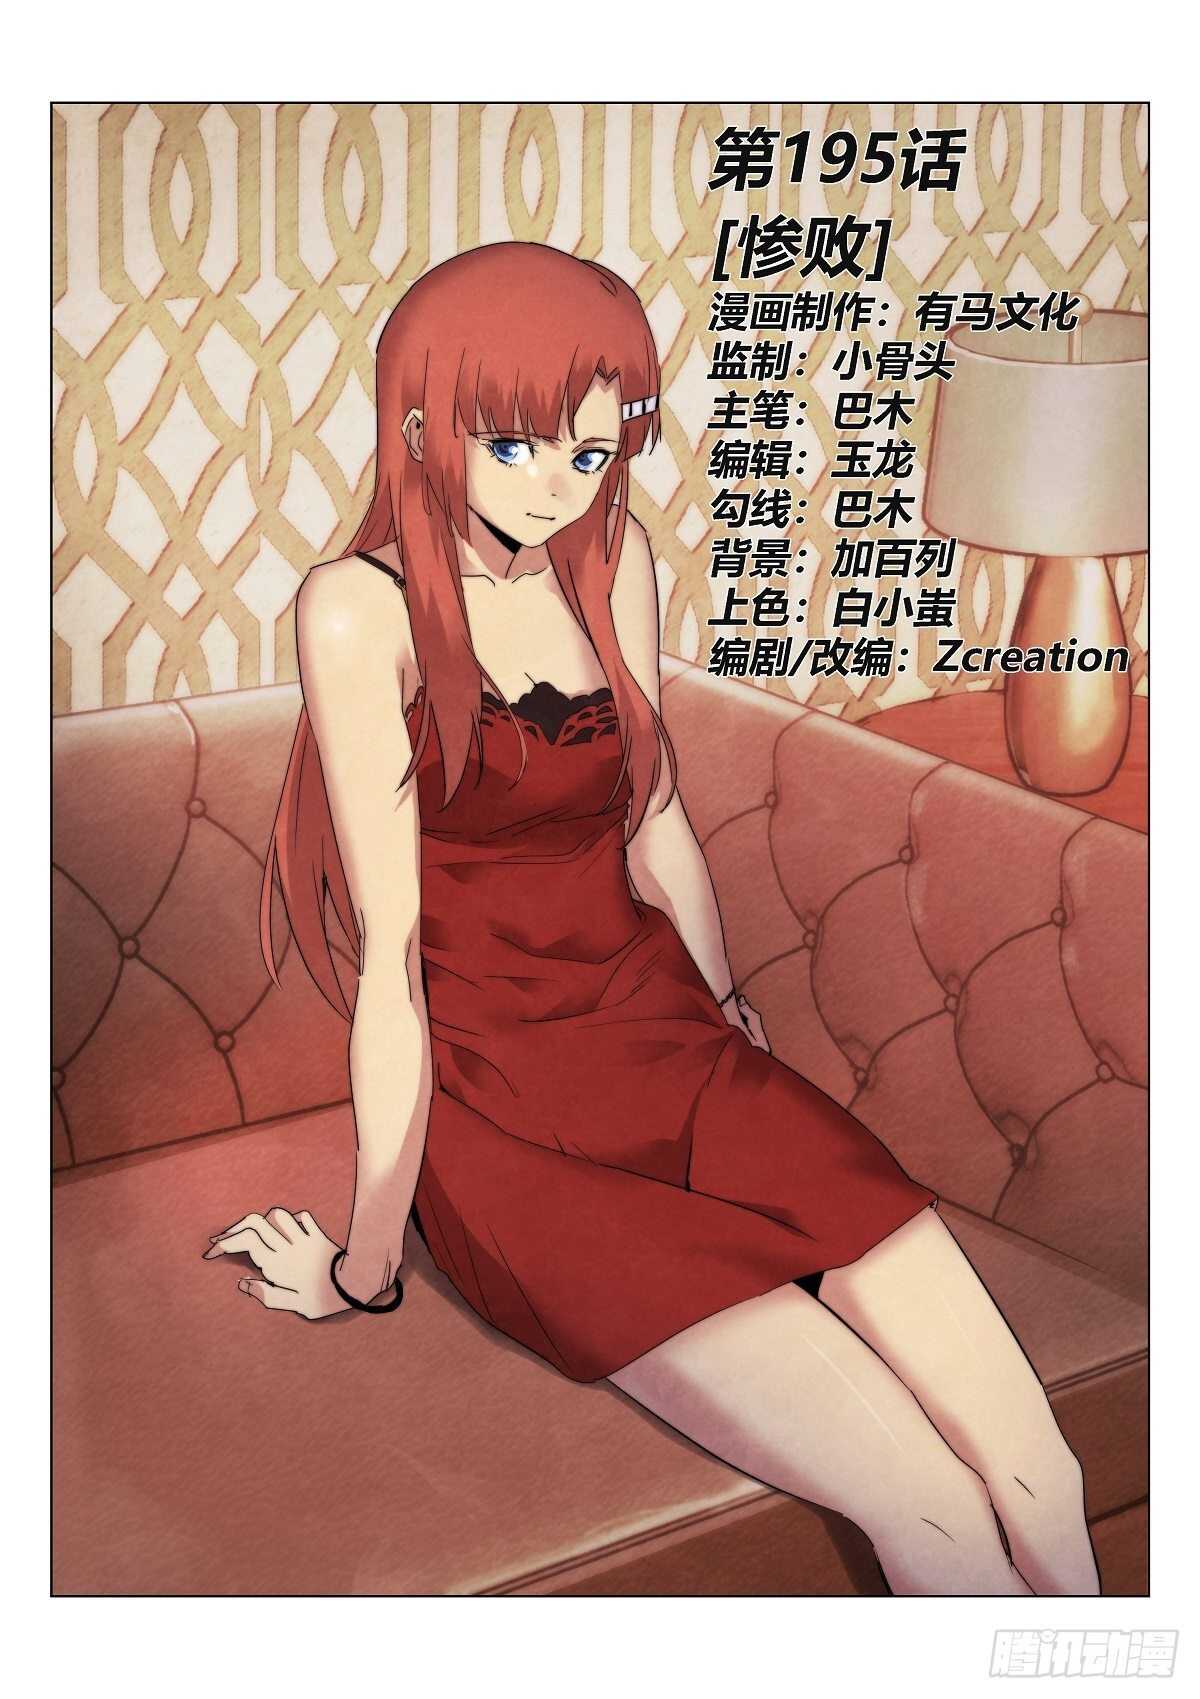 第195话
[惨败]
漫画制作：有马文化
监制：小骨头
主笔：巴木
编辑：玉龙
勾线：巴木
背景：加百列
上色：白小蚩
编剧/改编：Zcreation
腾讯动漫